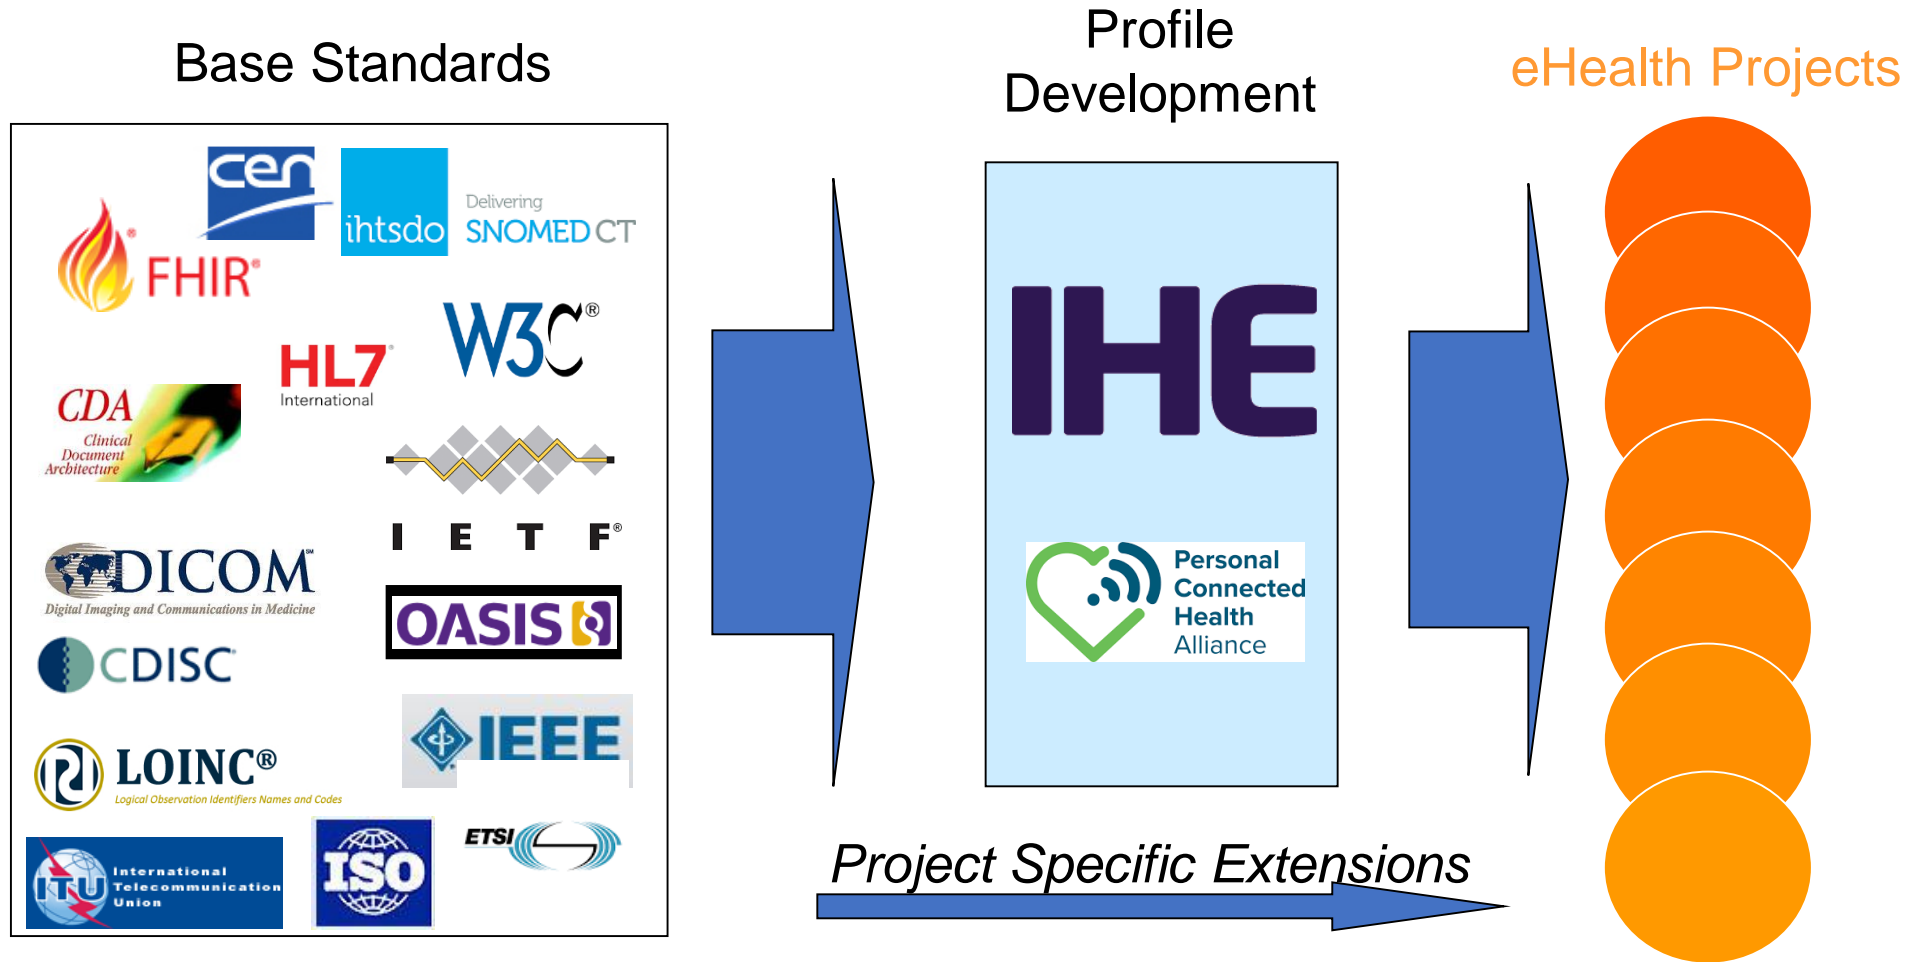 Base Standards
Profile
Development
eHealth Projects
cen
ihtsdo
Delivering
SNOMED CT
FHIR®
W3C®
HL7®
International
CDA
Clinical
Document
Architecture
IETF®
DICOM℠
Digital Imaging and Communications in Medicine
OASIS
CDISC
IEEE
LOINC®
Logical Observation Identifiers Names and Codes
ITU
International
Telecommunication
Union
ISO
ETSI
IHE
Personal
Connected
Health
Alliance
Project Specific Extensions